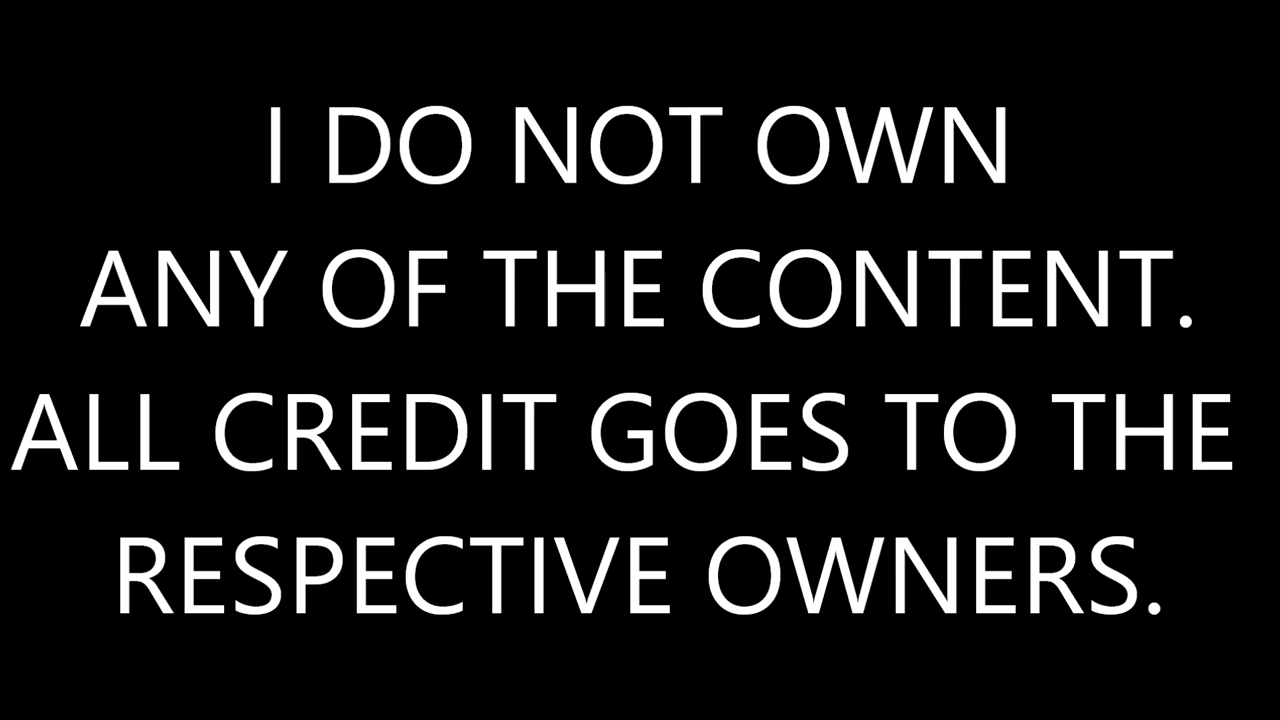 I DO NOT OWN
ANY OF THE CONTENT.
ALL CREDIT GOES TO THE
RESPECTIVE OWNERS.